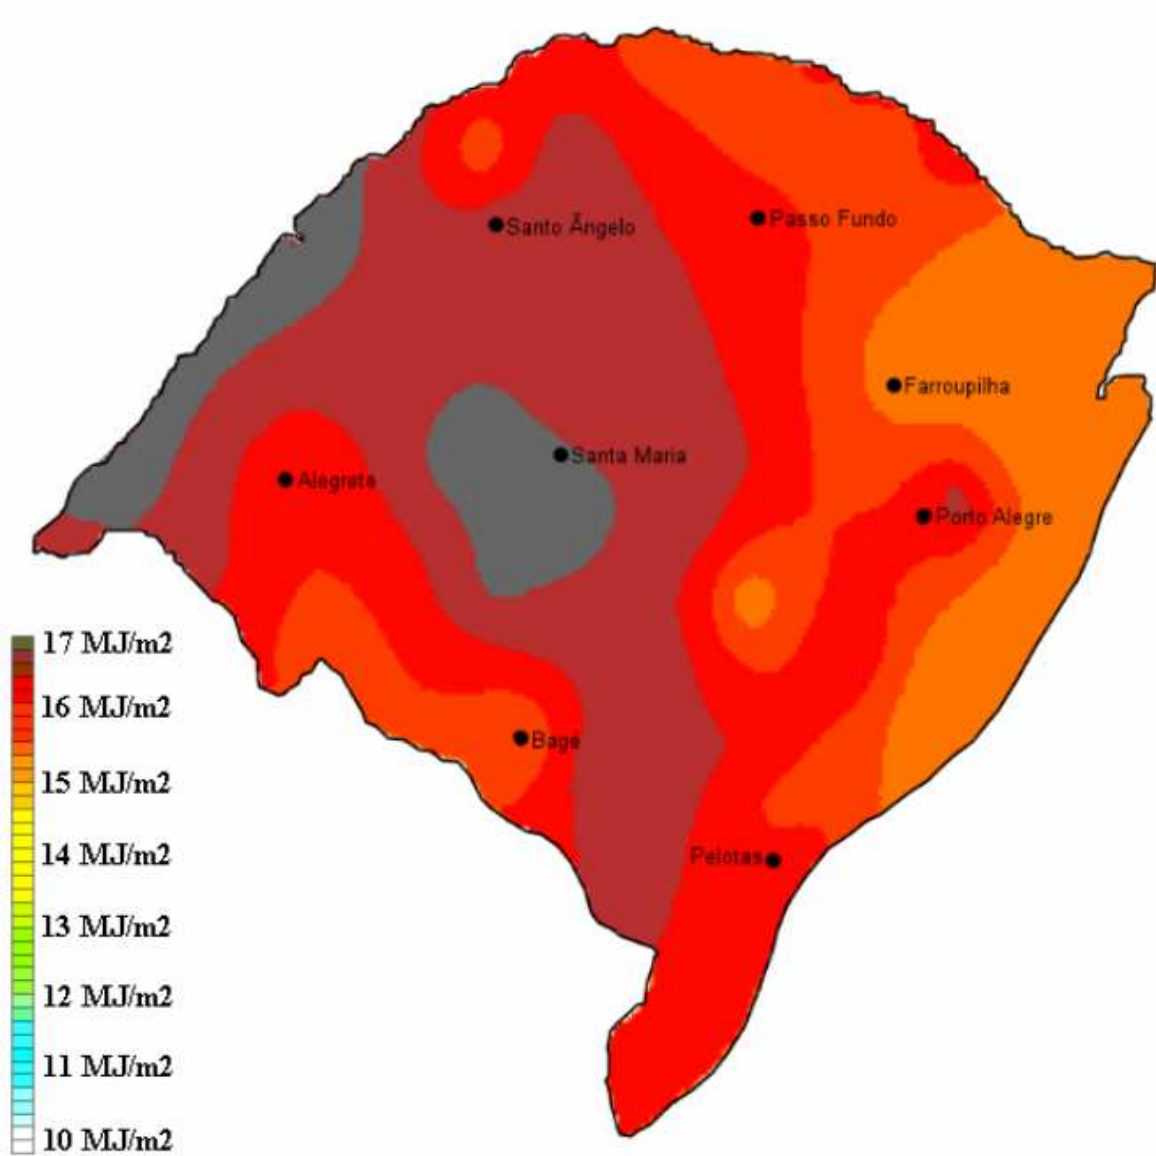 Santo Ãngelo
Passo Fundo
Farroupilha
Santa Maria
Alegrete
Porto Alegre
17 MJ/m2
16 MJ/m2
Bage
15 MJ/m2
14 MJ/m2
Pelotas
13 MJ/m2
12 MJ/m2
11 MJ/m2
10 MJ/m2